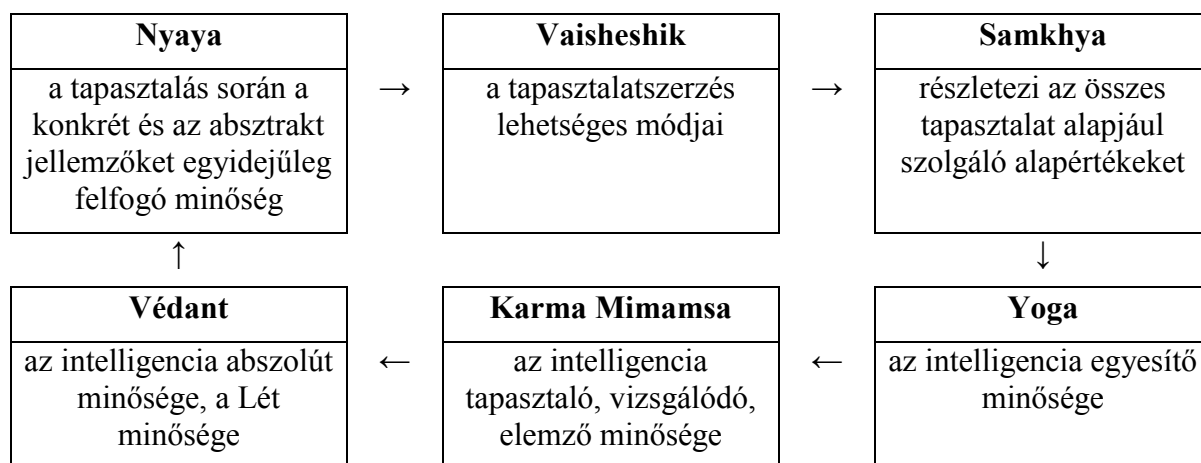 Nyaya
a tapasztalás során a
konkrét és az absztrakt
jellemzőket egyidejűleg
felfogó minőség
→
Vaisheshik
a tapasztalatszerzés
lehetséges módjai
→
Samkhya
részletezi az összes
tapasztalat alapjául
szolgáló alapértékeket
↑
↓
Védant
az intelligencia abszolút
minősége, a Lét
minősége
←
Karma Mimamsa
az intelligencia
tapasztaló, vizsgálódó,
elemző minősége
←
Yoga
az intelligencia egyesítő
minősége